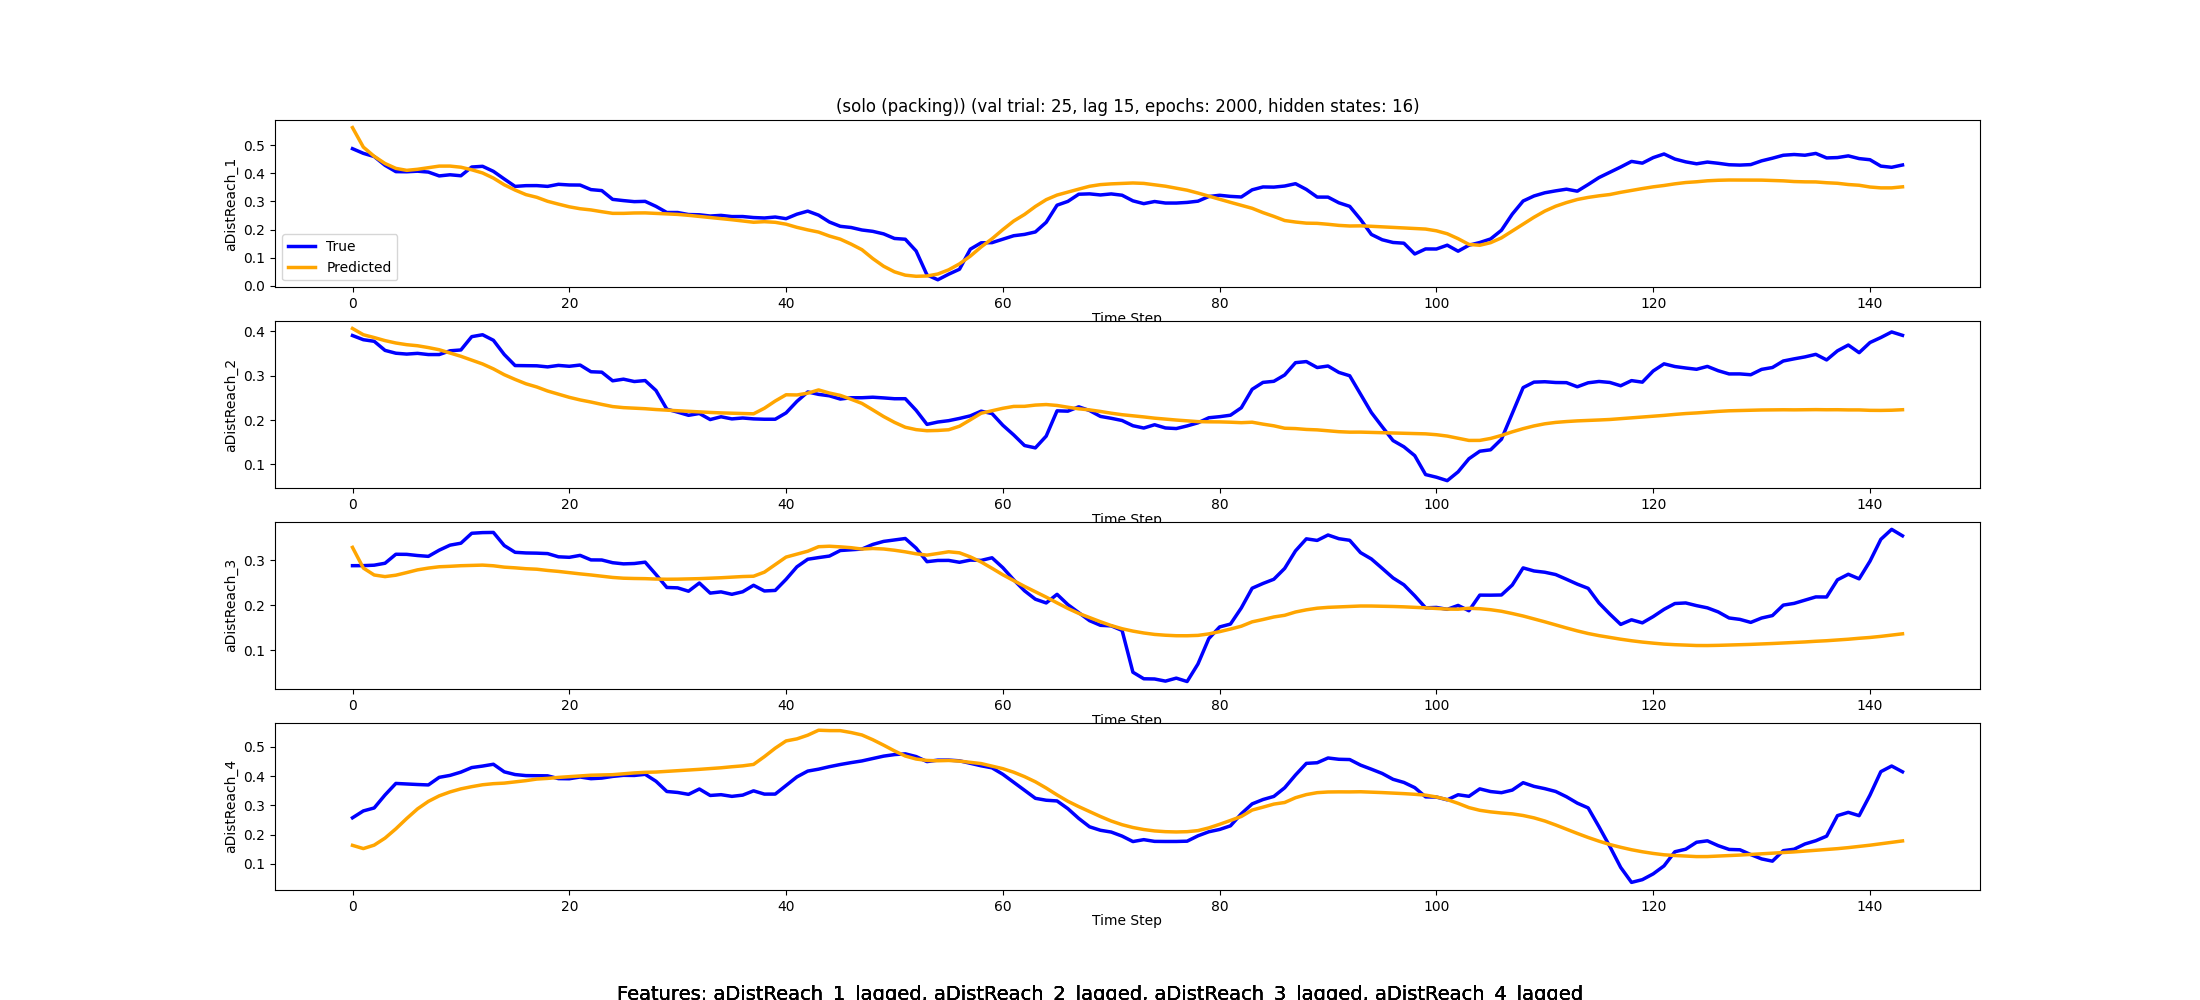 (solo (packing)) (val trial: 25, lag 15, epochs: 2000, hidden states: 16)
aDistReach_1
0.5
0.4
0.3
0.2
0.1
0.0
True
Predicted
0 20 40 60 80 100 120 140
Time Step
aDistReach_2
0.4
0.3
0.2
0.1
0 20 40 60 80 100 120 140
Time Step
aDistReach_3
0.3
0.2
0.1
0 20 40 60 80 100 120 140
Time Step
aDistReach_4
0.5
0.4
0.3
0.2
0.1
0 20 40 60 80 100 120 140
Time Step
Features: aDistReach_1_lagged, aDistReach_2_lagged, aDistReach_3_lagged, aDistReach_4_lagged